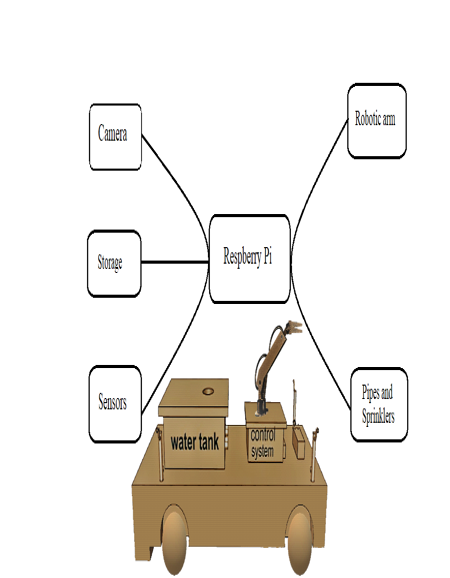 Robotic arm
Camera
Respberry Pi
Storage
Sensors
Pipes and
Sprinklers
water tank
control
system